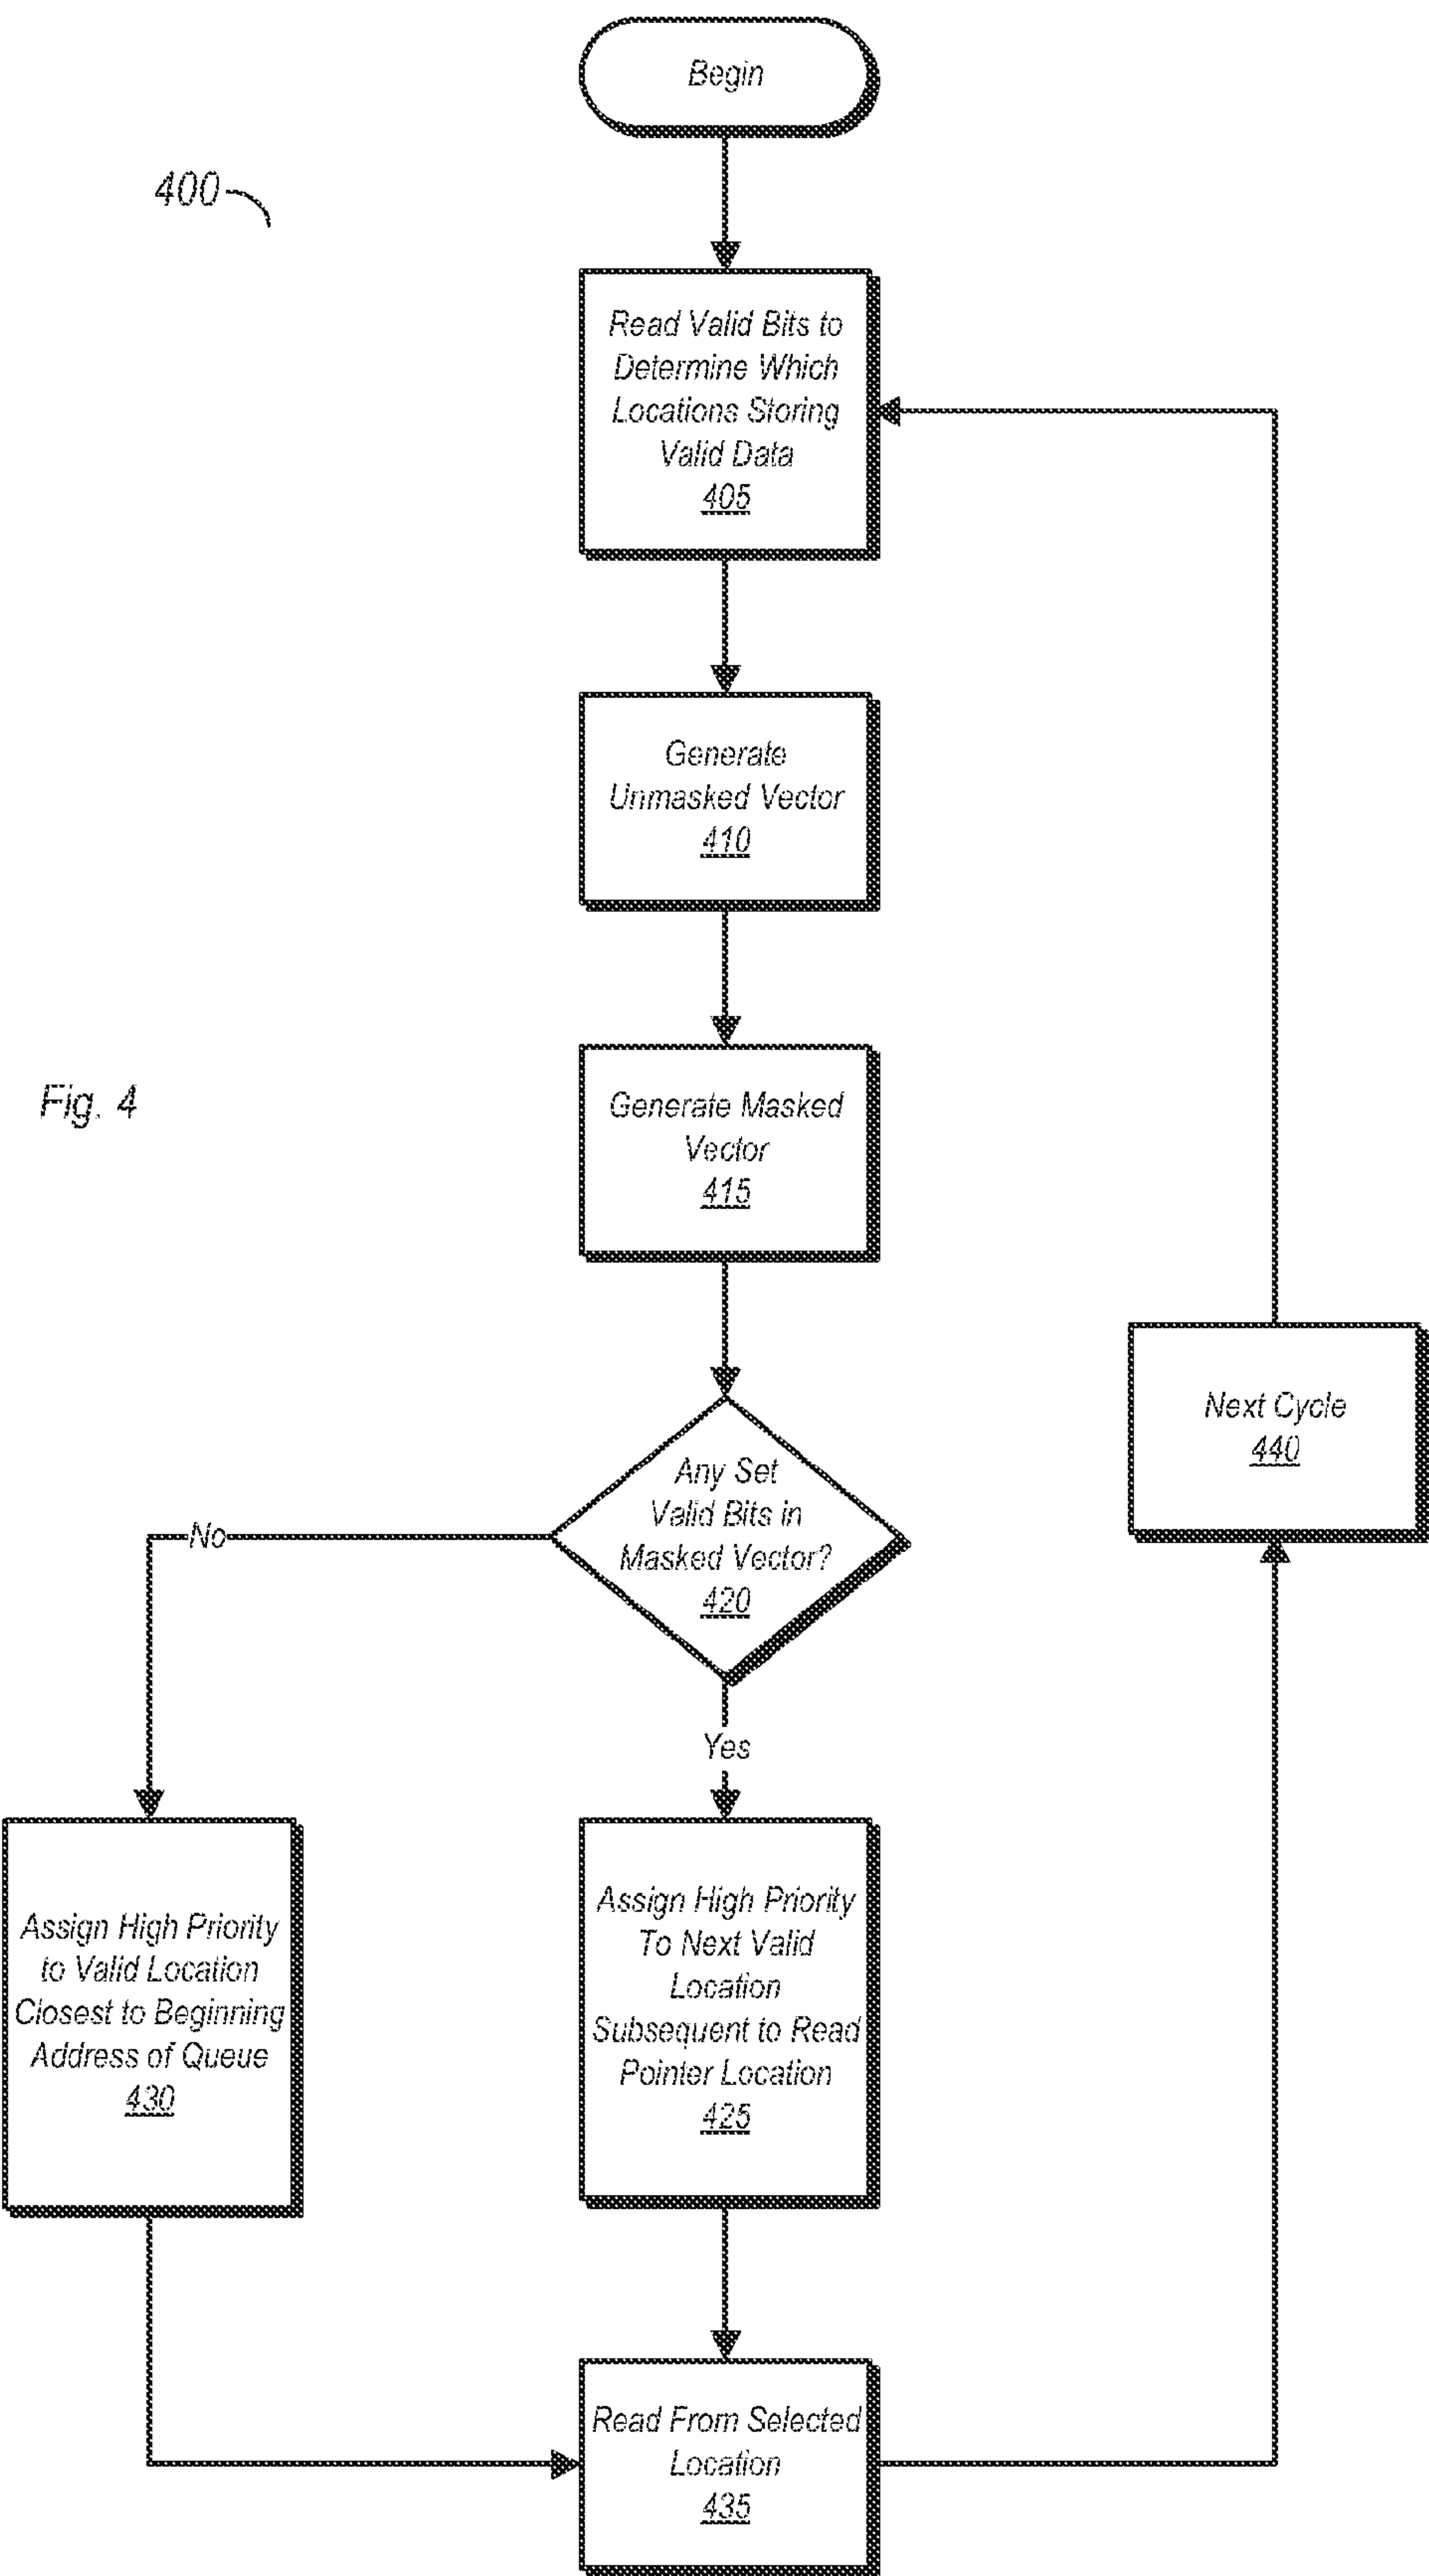 Begin
400
Read Valid Bits to
Determine Which
Locations Storing
Valid Data
405
Generate
Unmasked Vector
410
Fig. 4
Generate Masked
Vector
415
Next Cycle
440
Any Set
Valid Bits in
Masked Vector?
420
No
Yes
Assign High Priority
to Valid Location
Closest to Beginning
Address of Queue
430
Assign High Priority
To Next Valid
Location
Subsequent to Read
Pointer Location
425
Read From Selected
Location
435